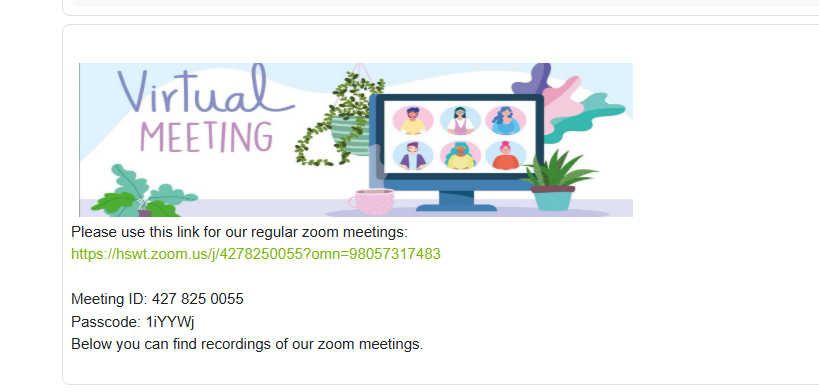 Virtual
MEETING
Please use this link for our regular zoom meetings:
https://hswt.zoom.us/j/4278250055?omn=98057317483
Meeting ID: 427 825 0055
Passcode: 1iYYWj
Below you can find recordings of our zoom meetings.